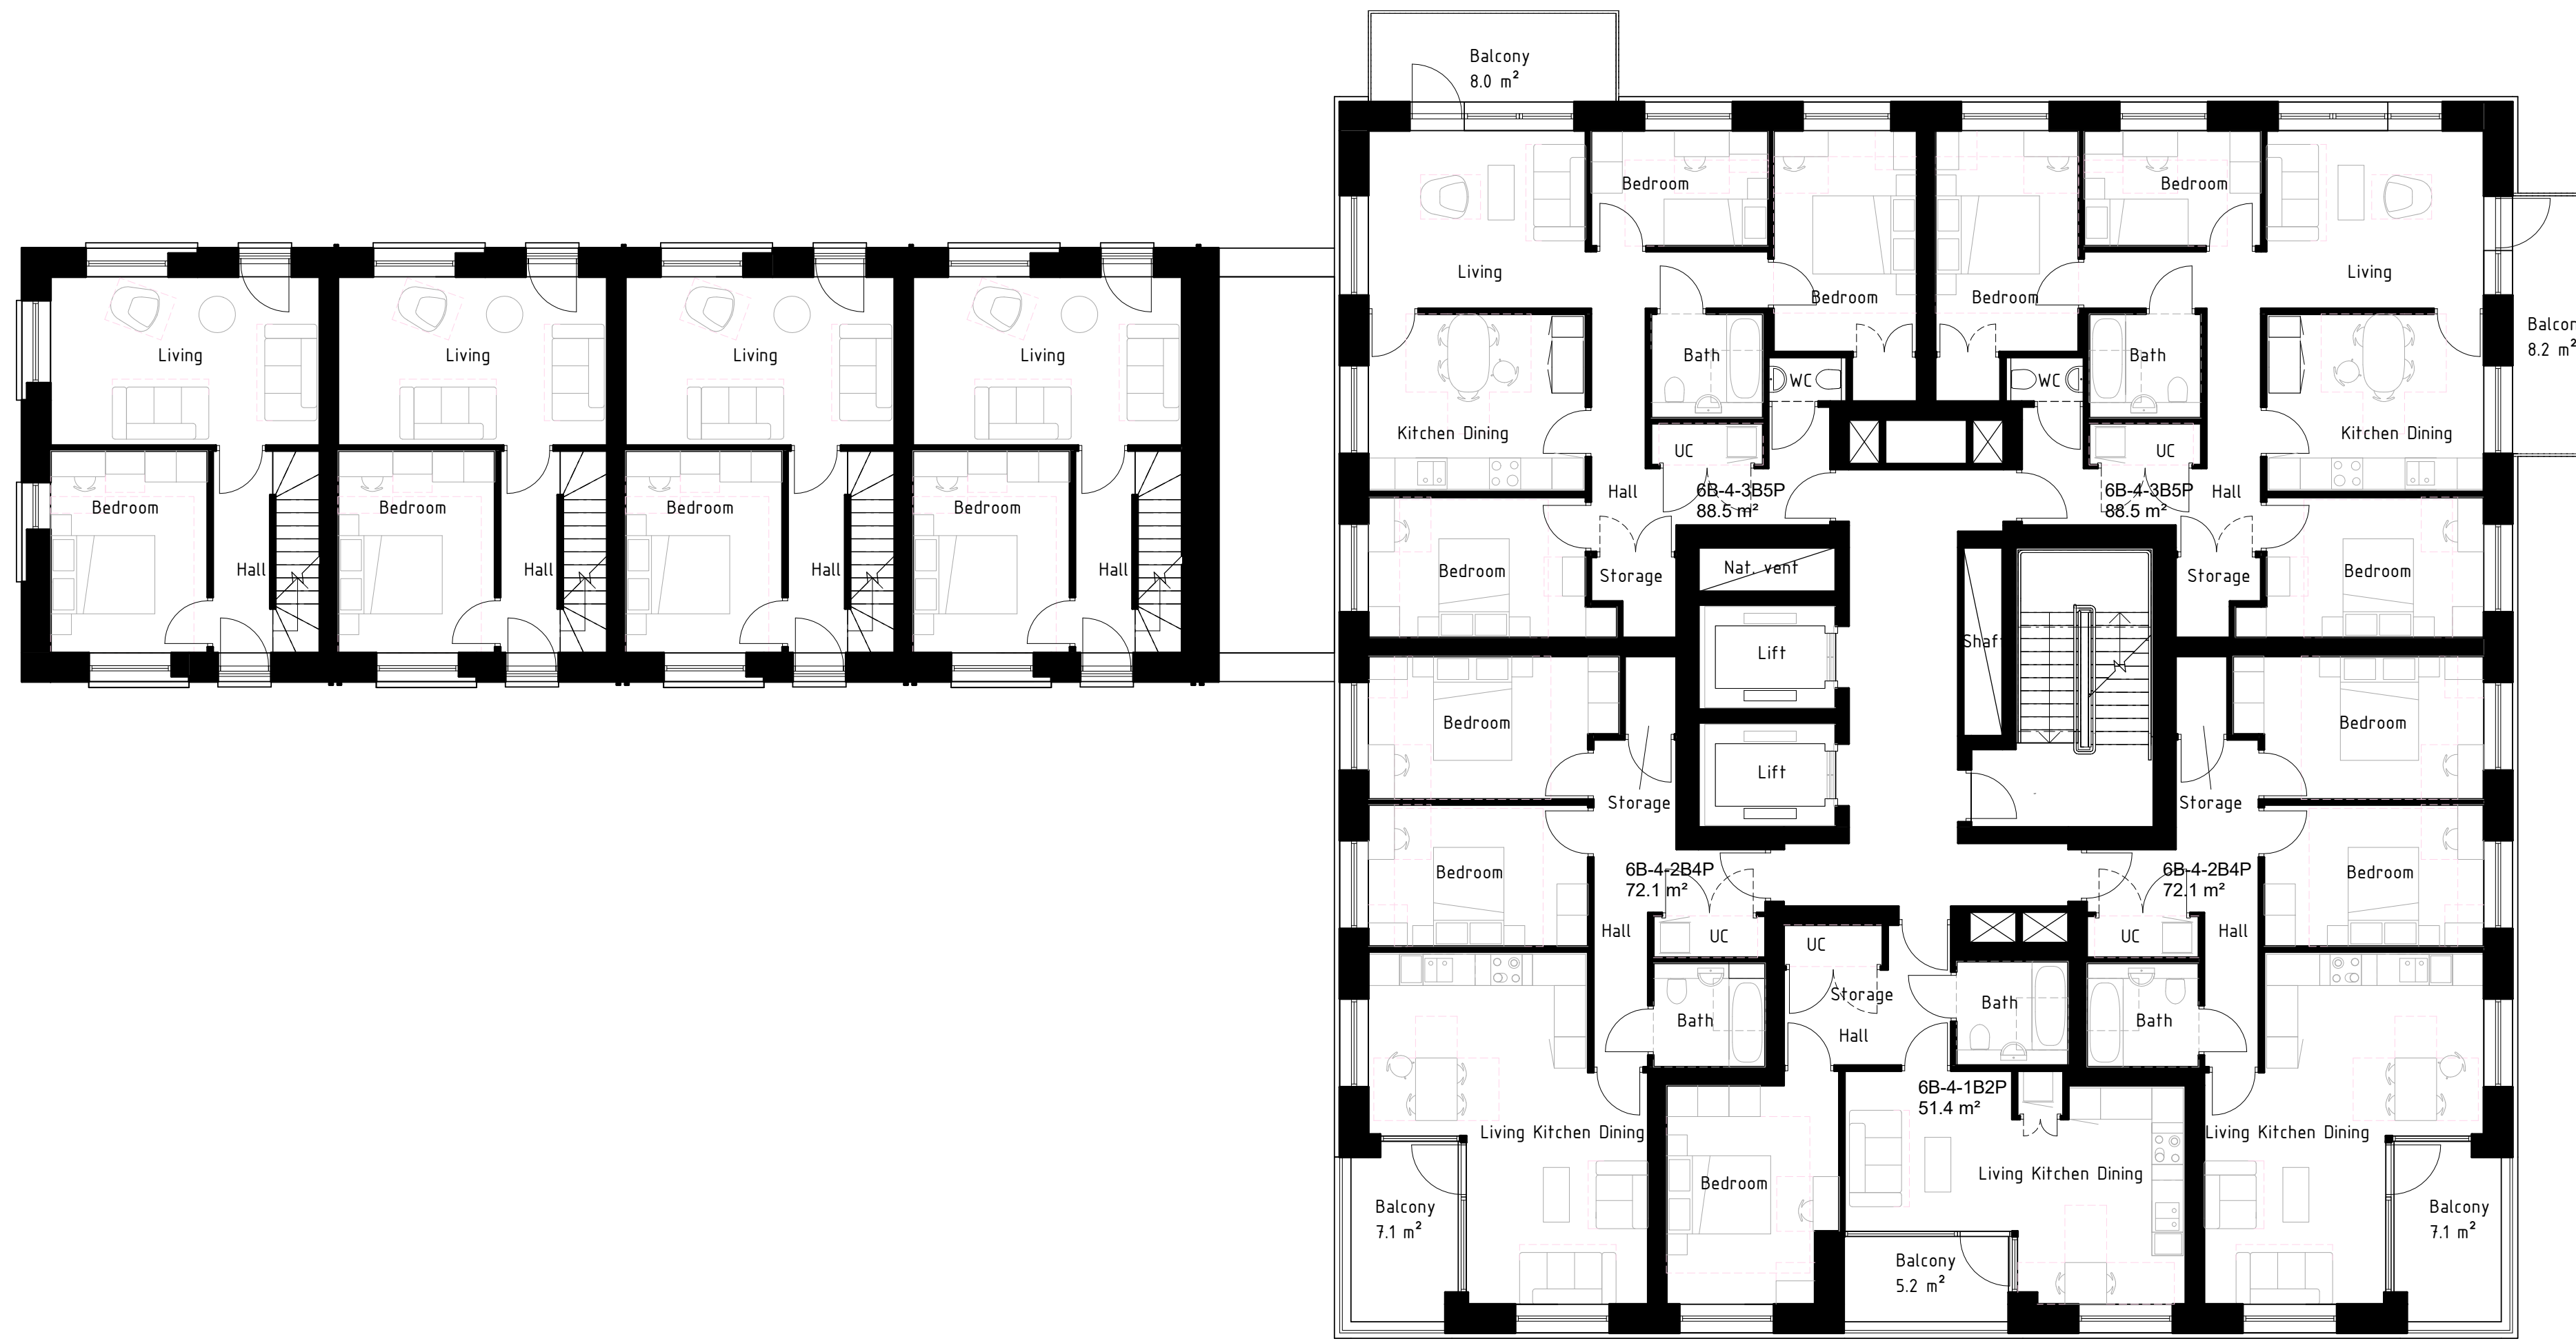 Balcony
8.0 m²
Bedroom
Bedroom
Living
Living
Bedroom
Bedroom
8.2 m²
Living
Living
Living
Living
Bath
Bath
WC
WC
Kitchen Dining
Kitchen Dining
UC
UC
6B-4-3B5P
88.5 m²
6B-4-3B5P
88.5 m²
Hall
Hall
Bedroom
Bedroom
Bedroom
Bedroom
Hall
Hall
Hall
Hall
Nat. vent
Bedroom
Storage
Storage
Bedroom
Lift
Shaf
Bedroom
Bedroom
Lift
Storage
Storage
Bedroom
Bedroom
6B-4-2B4P
72.1 m²
6B-4-2B4P
72.1 m²
Hall
UC
UC
UC
Hall
Storage
Bath
Bath
Bath
Hall
6B-4-1B2P
51.4 m²
Living Kitchen Dining
Living Kitchen Dining
Living Kitchen Dining
Bedroom
Balcony
7.1 m²
Balcony
7.1 m²
Balcony
5.2 m²